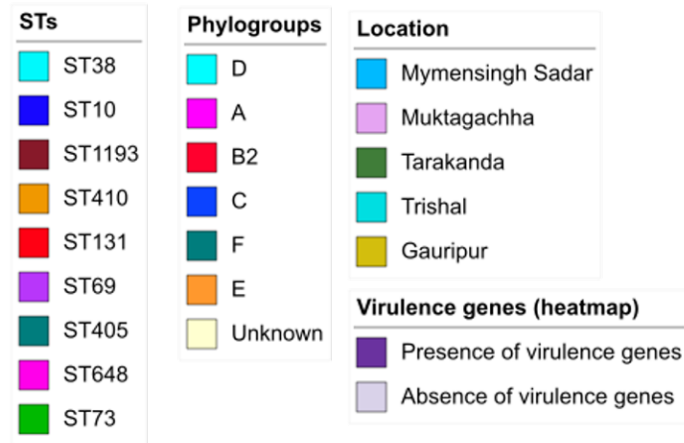 STs
ST38
ST10
ST1193
ST410
ST131
ST69
ST405
ST648
ST73
Phylogroups
D
A
B2
C
F
E
Unknown
Location
Mymensingh Sadar
Muktagachha
Tarakanda
Trishal
Gauripur
Virulence genes (heatmap)
Presence of virulence genes
Absence of virulence genes